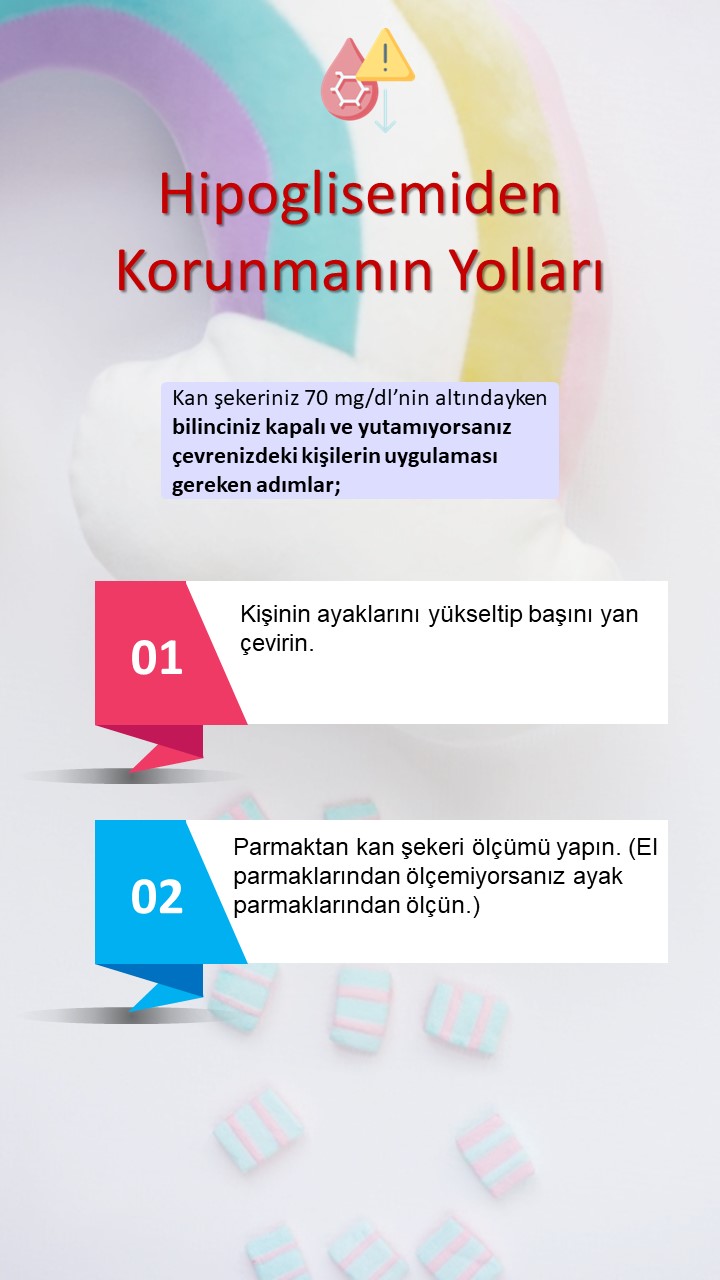 Hipoglisemiden
Korunmanın Yolları
Kan şekeriniz 70 mg/dl’nin altındayken
bilinciniz kapalı ve yutamıyorsanız
çevrenizdeki kişilerin uygulaması
gereken adımlar;
01
Kişinin ayaklarını yükseltip başını yan
çevirin.
02
Parmaktan kan şekeri ölçümü yapın. (El
parmaklarından ölçemiyorsanız ayak
parmaklarından ölçün.)